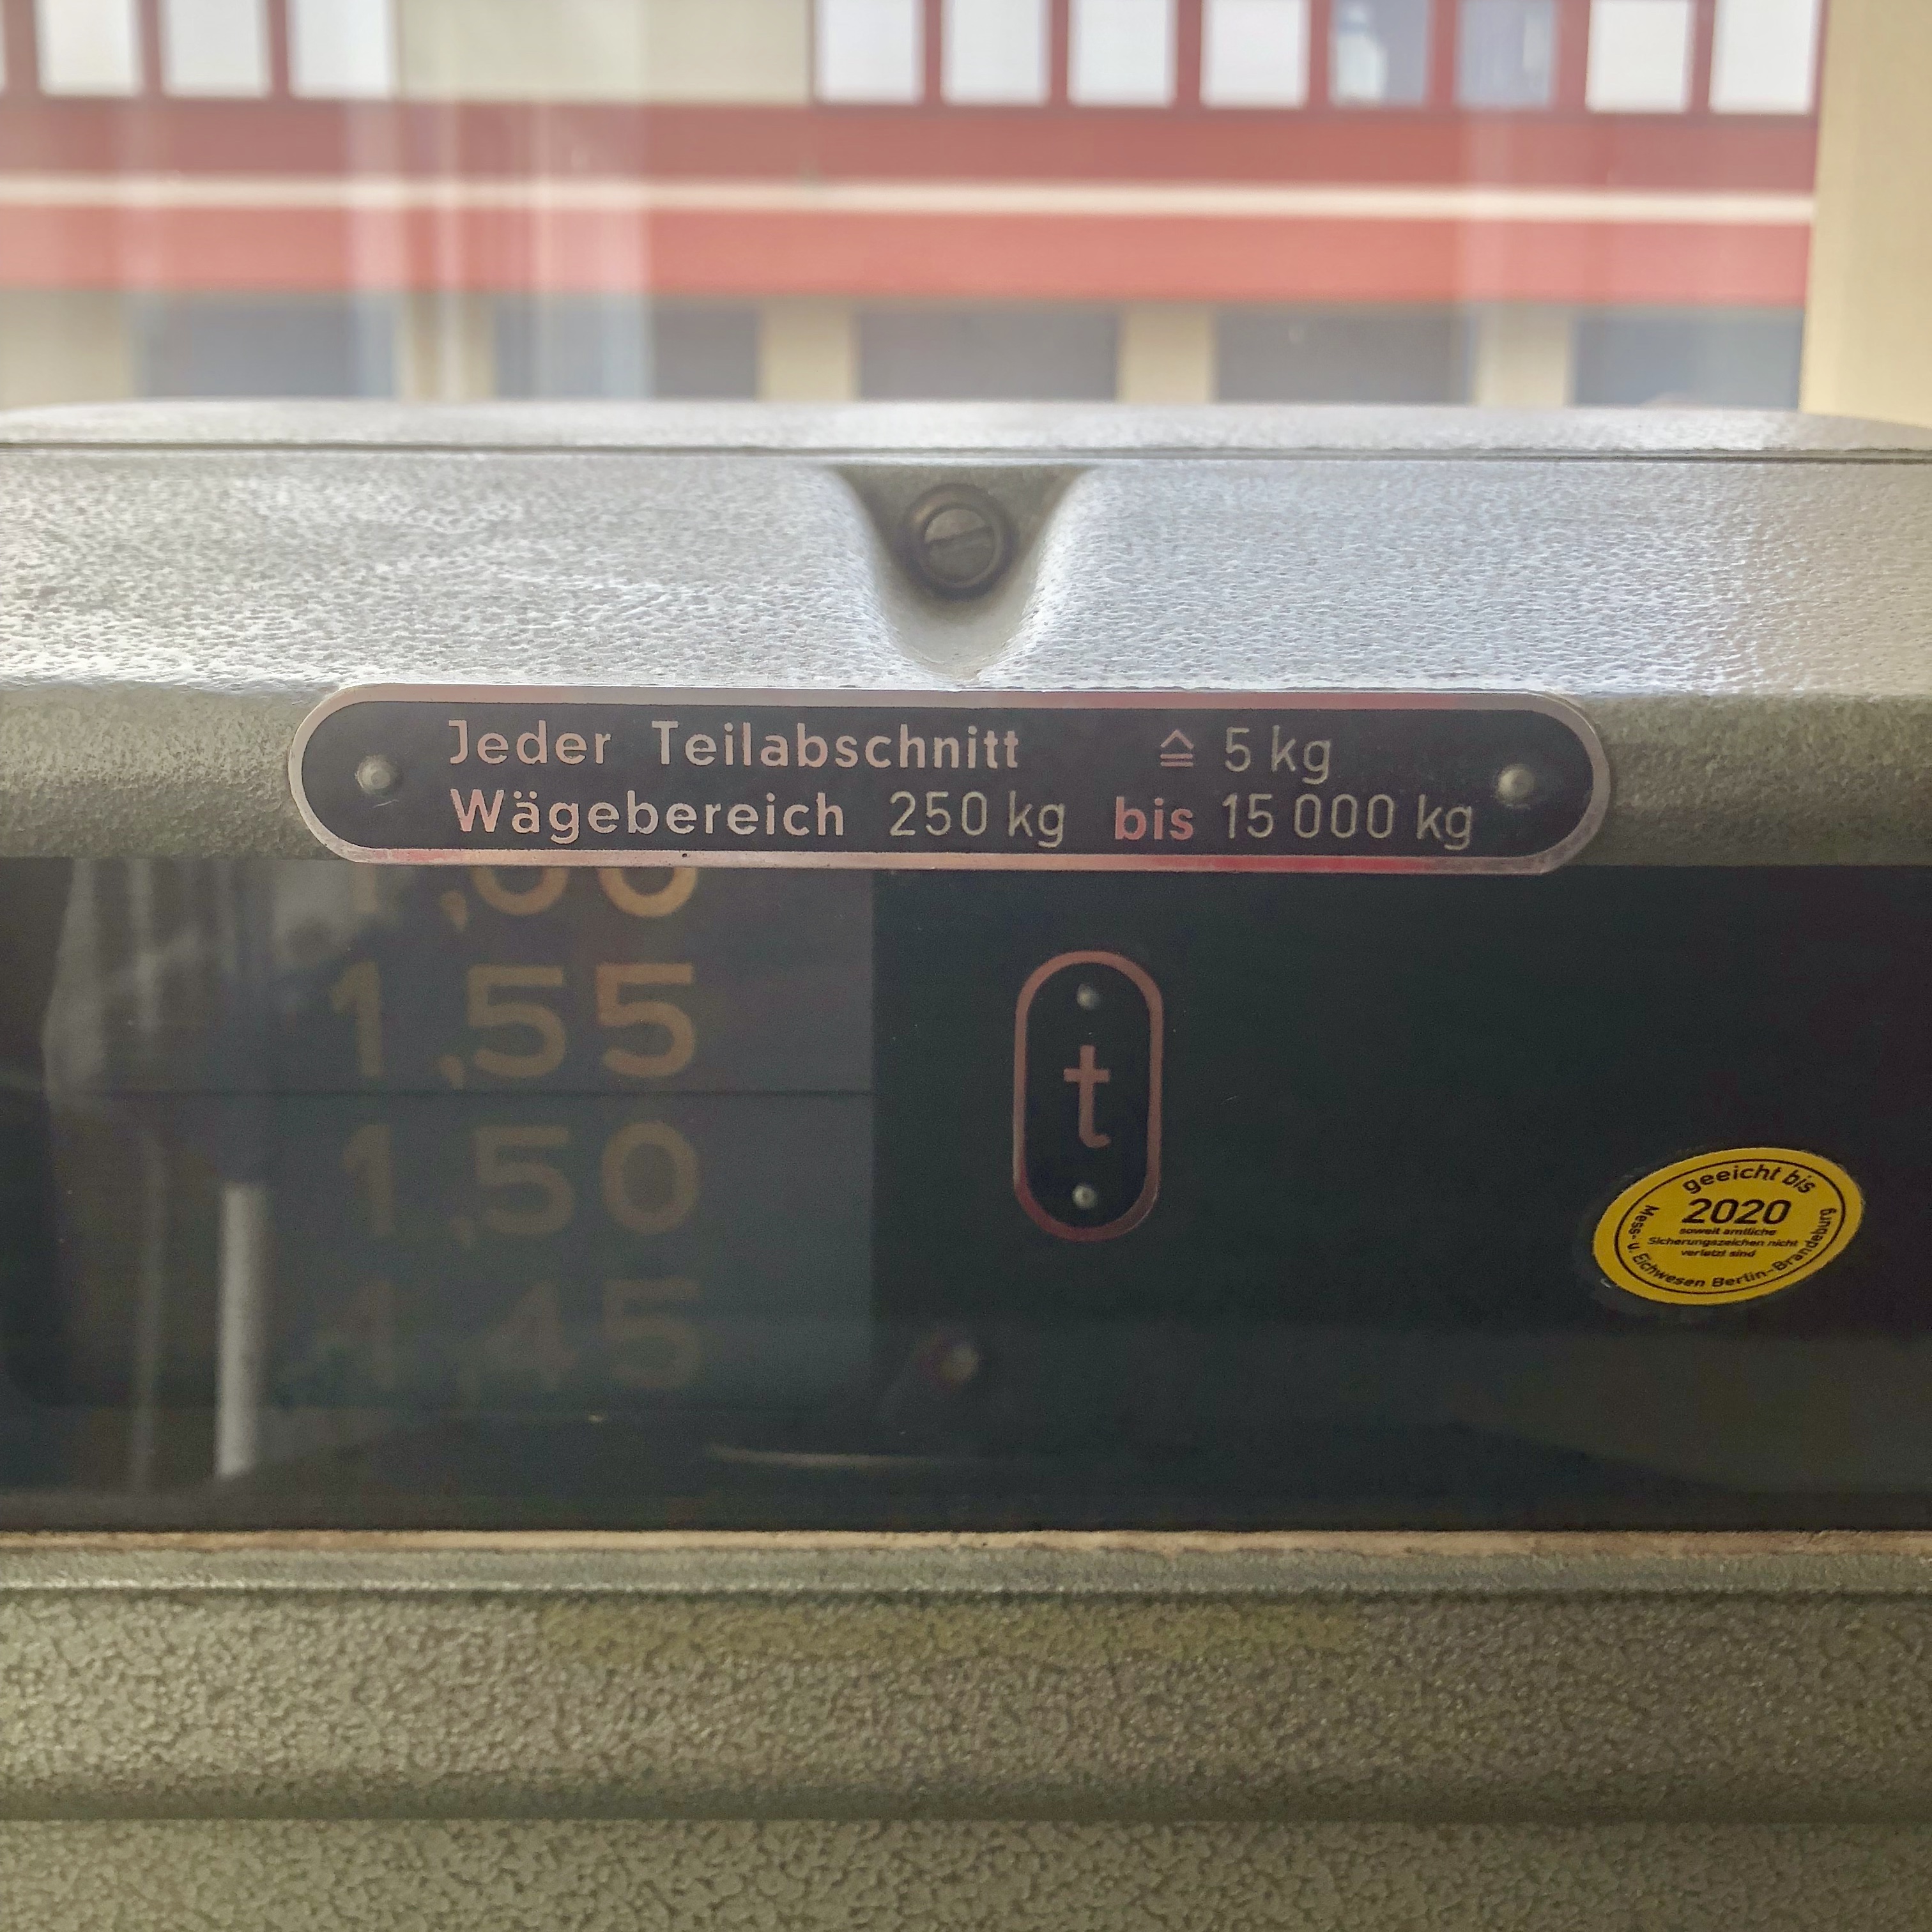 Jeder Teilabschnitt ≙ 5 kg
Wägebereich 250 kg bis 15 000 kg
1,55
1,50
1,45
t
geeicht bis
2020
soweit amtliche
Sicherungszeichen nicht
verletzt sind
Mess- u. Eichwesen Berlin-Brandeburg